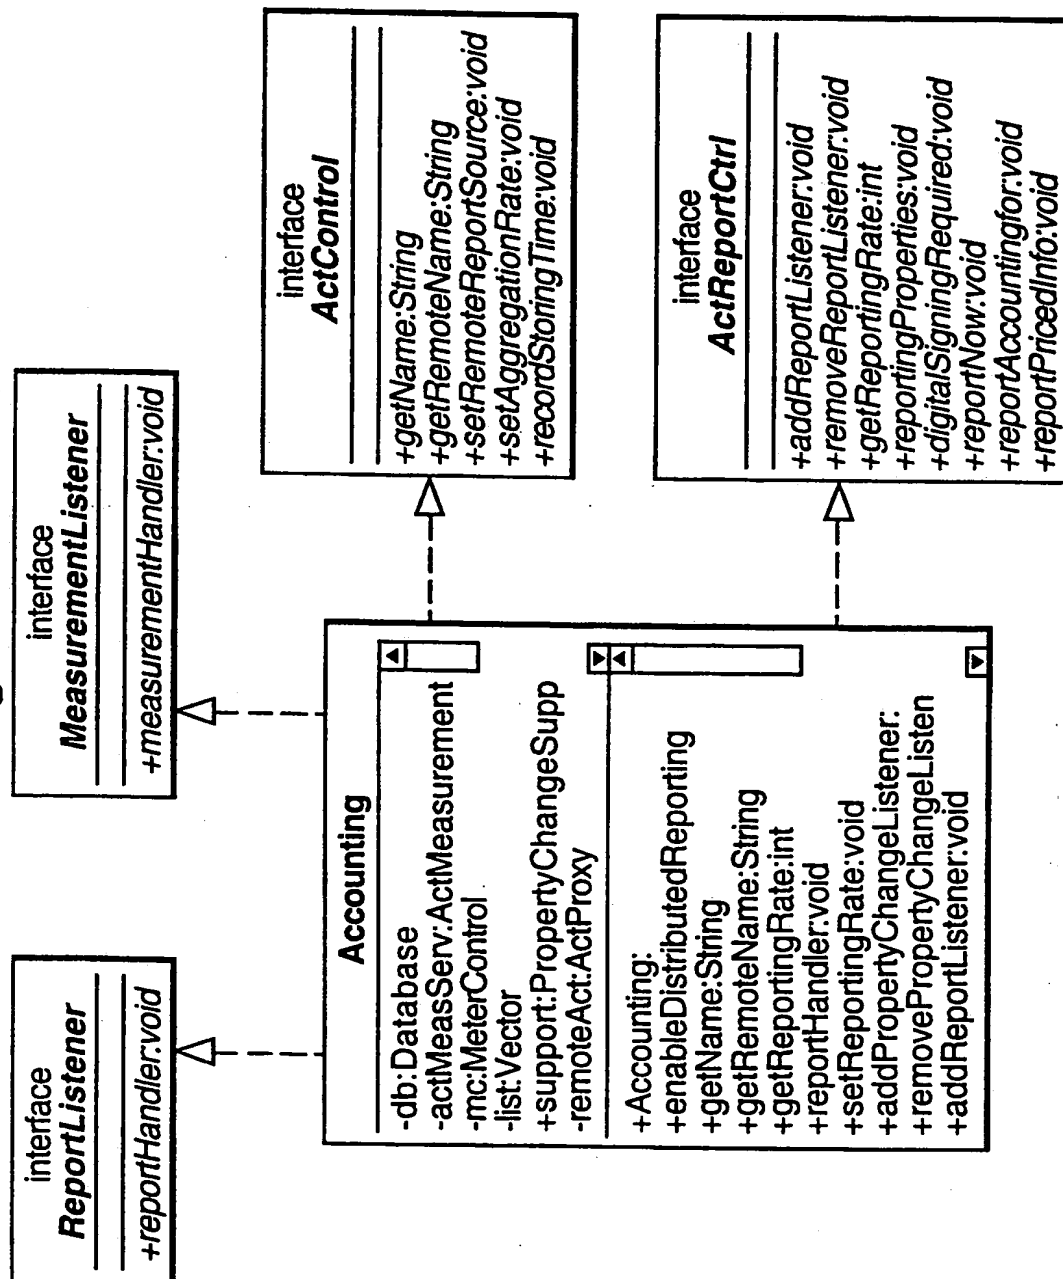 interface
ReportListener
+reportHandler:void
interface
MeasurementListener
+measurementHandler:void
Accounting
-db:Database
-actMeasServ:ActMeasurement
-mc:MeterControl
-list:Vector
+support:PropertyChangeSupp
-remoteAct:ActProxy
+Accounting:
+enableDistributedReporting
+getName:String
+getRemoteName:String
+getReportingRate:int
+reportHandler:void
+setReportingRate:void
+addPropertyChangeListener:
+removePropertyChangeListen
+addReportListener:void
interface
ActControl
+getName:String
+getRemoteName:String
+setRemoteReportSource:void
+setAggregationRate:void
+recordStoringTime:void
interface
ActReportCtrl
+addReportListener:void
+removeReportListener:void
+getReportingRate:int
+reportingProperties:void
+digitalSigningRequired:void
+reportNow:void
+reportAccountingfor:void
+reportPricedInfo:void